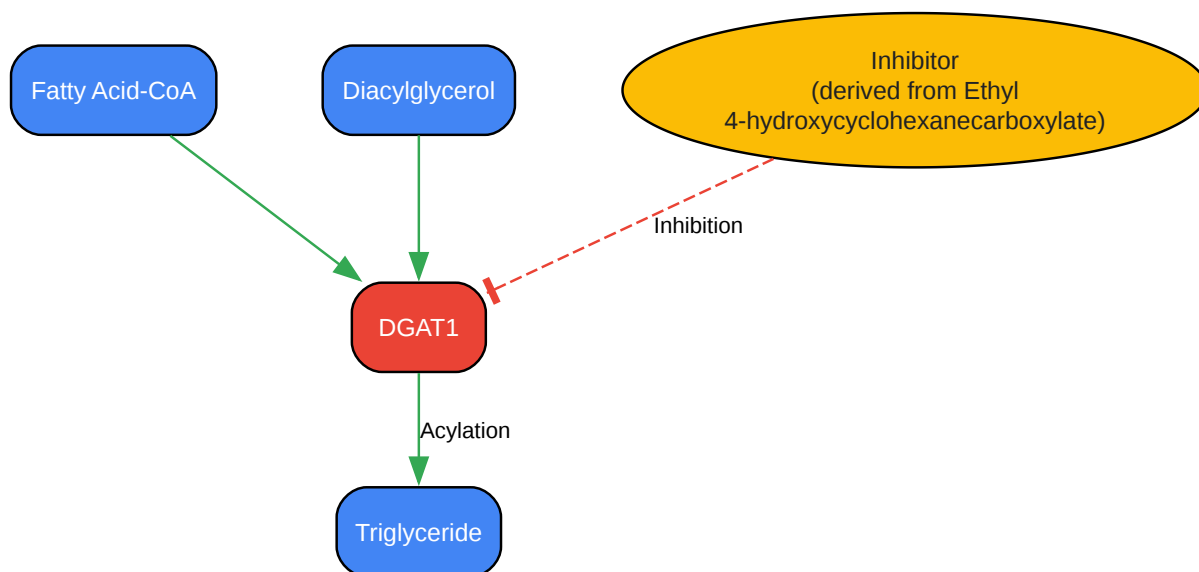 Fatty Acid-CoA
Diacylglycerol
Inhibitor
(derived from Ethyl
4-hydroxycyclohexanecarboxylate)
Inhibition
DGAT1
Acylation
Triglyceride